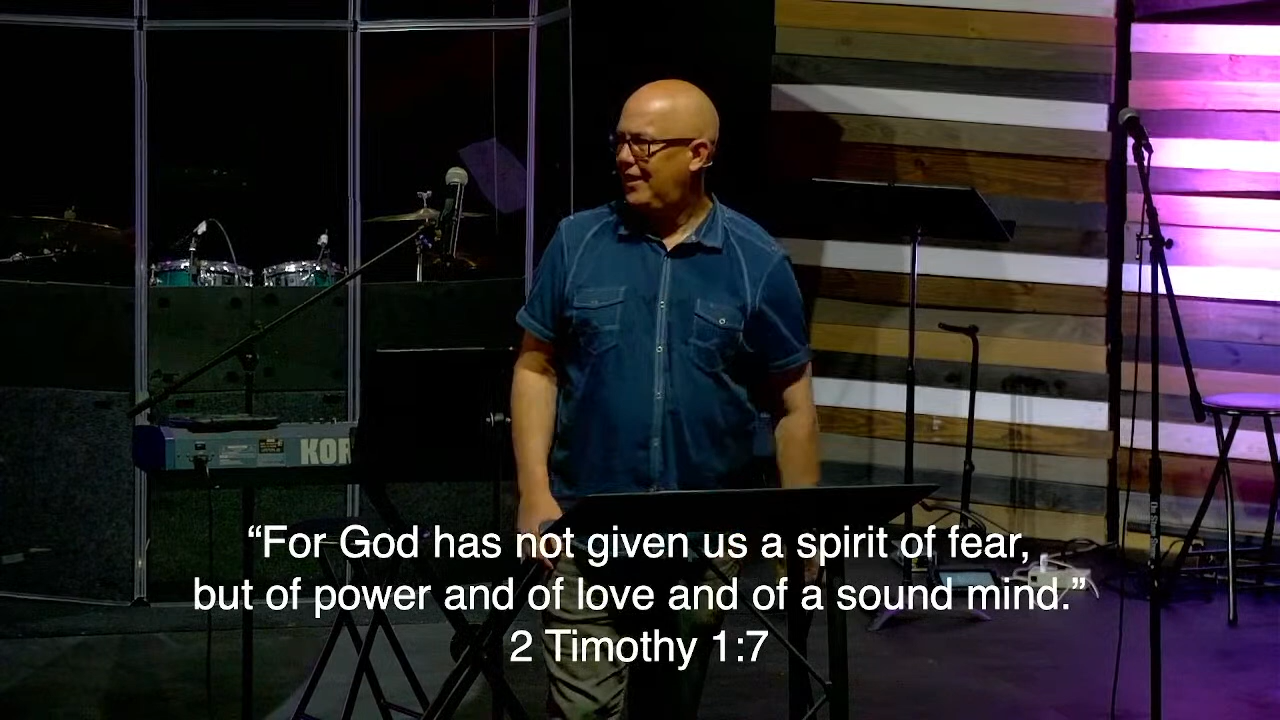 KOR
“For God has not given us a spirit of fear,
but of power and of love and of a sound mind.”
2 Timothy 1:7